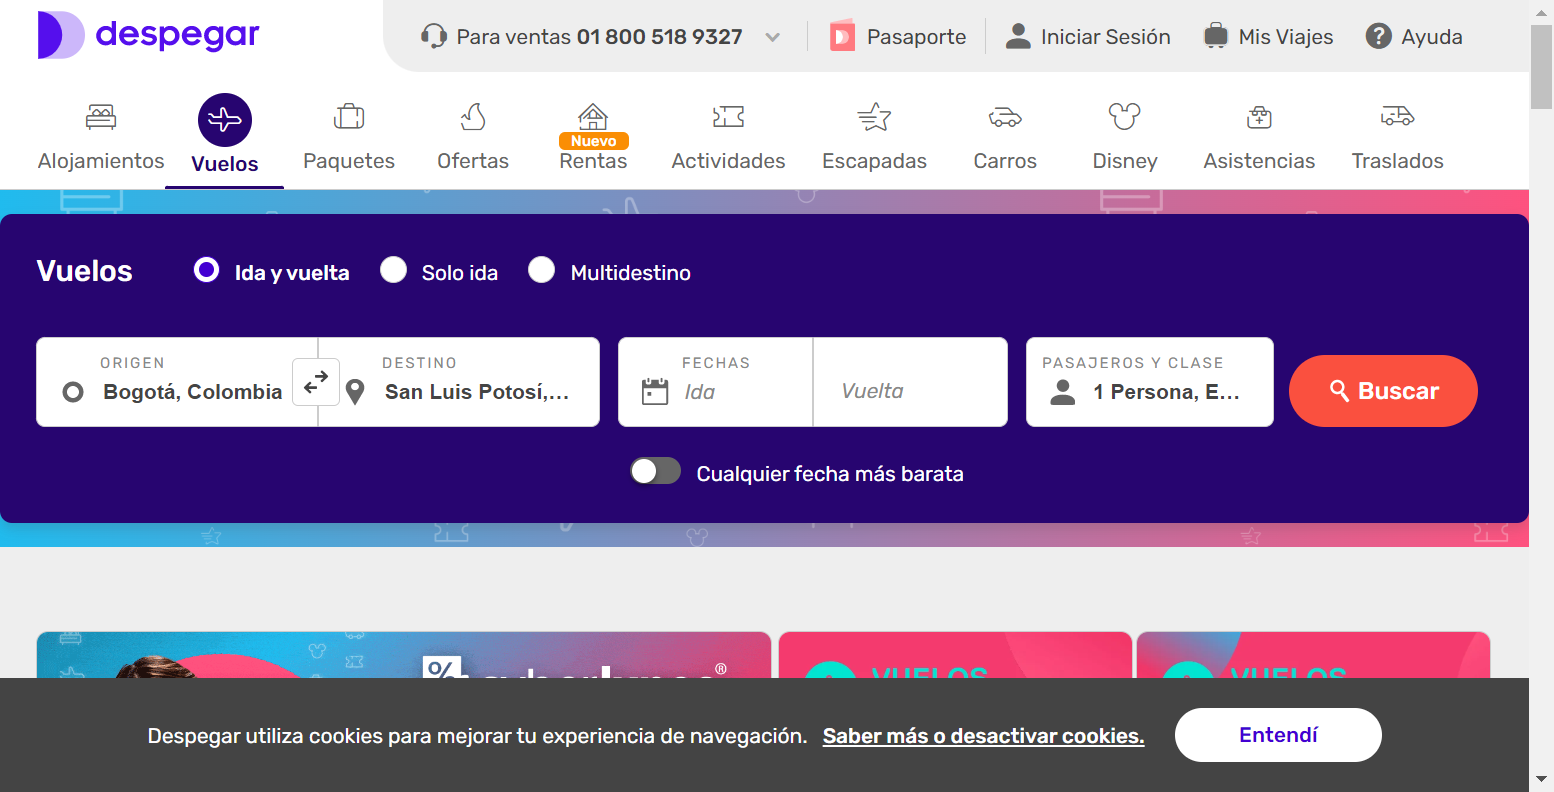 despegar
Para ventas 01 800 518 9327
Pasaporte
Iniciar Sesión
Mis Viajes
? Ayuda
Alojamientos
Vuelos
Paquetes
Ofertas
Nuevo
Rentas
Actividades
Escapadas
Carros
Disney
Asistencias
Traslados
Vuelos
Ida y vuelta
Solo ida
Multidestino
ORIGEN
Bogotá, Colombia
DESTINO
San Luis Potosí,...
FECHAS
Ida
Vuelta
PASAJEROS Y CLASE
1 Persona, E...
Buscar
Cualquier fecha más barata
%
®
VUELOS
VUELOS
Despegar utiliza cookies para mejorar tu experiencia de navegación. Saber más o desactivar cookies.
Entendí